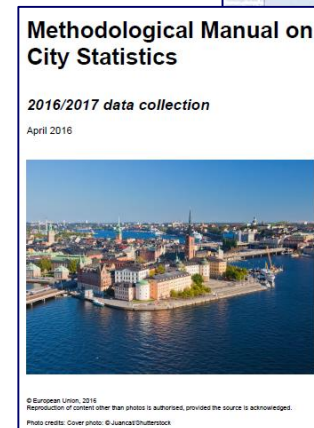 Methodological Manual on
City Statistics
2016/2017 data collection
April 2016
© European Union, 2016
Reproduction of content other than photos is authorised, provided the source is acknowledged.
Photo credits: Cover photo: © Juancat/Shutterstock